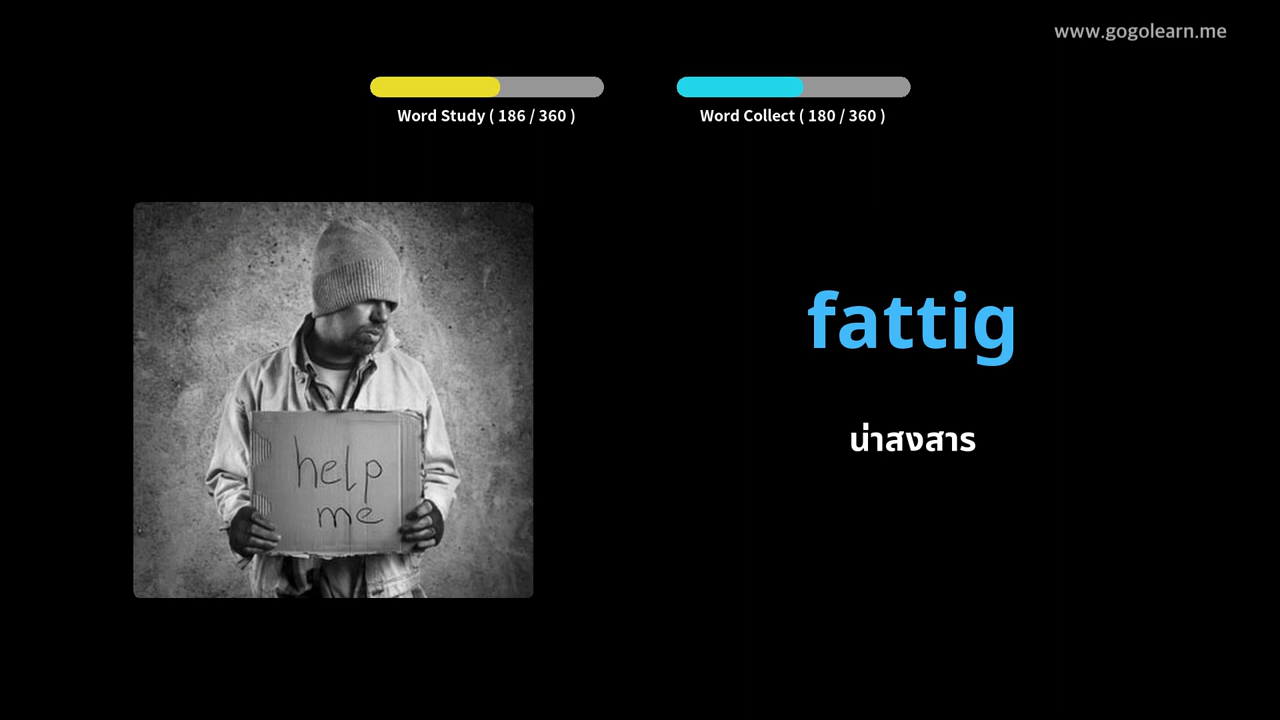 www.gogolearn.me
Word Study ( 186 / 360 )
Word Collect ( 180 / 360 )
help
me
fattig
น่าสงสาร